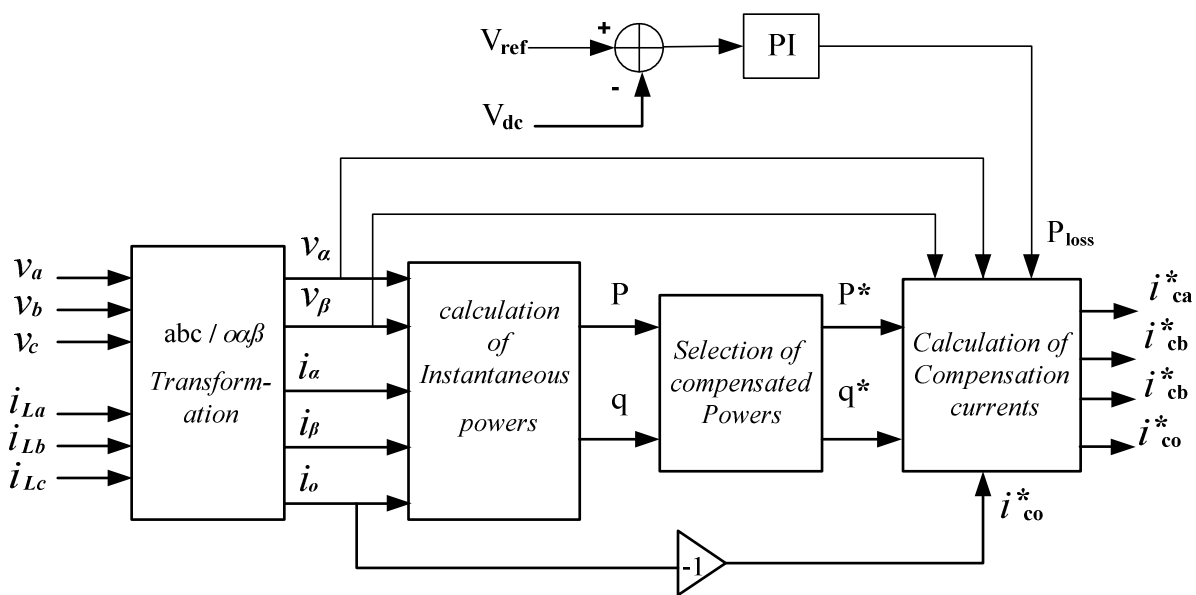 +
V_ref
PI
-
V_dc
P_loss
v_a
v_b
v_c
i_La
i_Lb
i_Lc
abc / oαβ
Transform-
ation
v_α
v_β
i_α
i_β
i_o
calculation
of
Instantaneous
powers
P
q
Selection of
compensated
Powers
P*
q*
Calculation of
Compensation
currents
i*_ca
i*_cb
i*_cb
i*_co
i*_co
-1